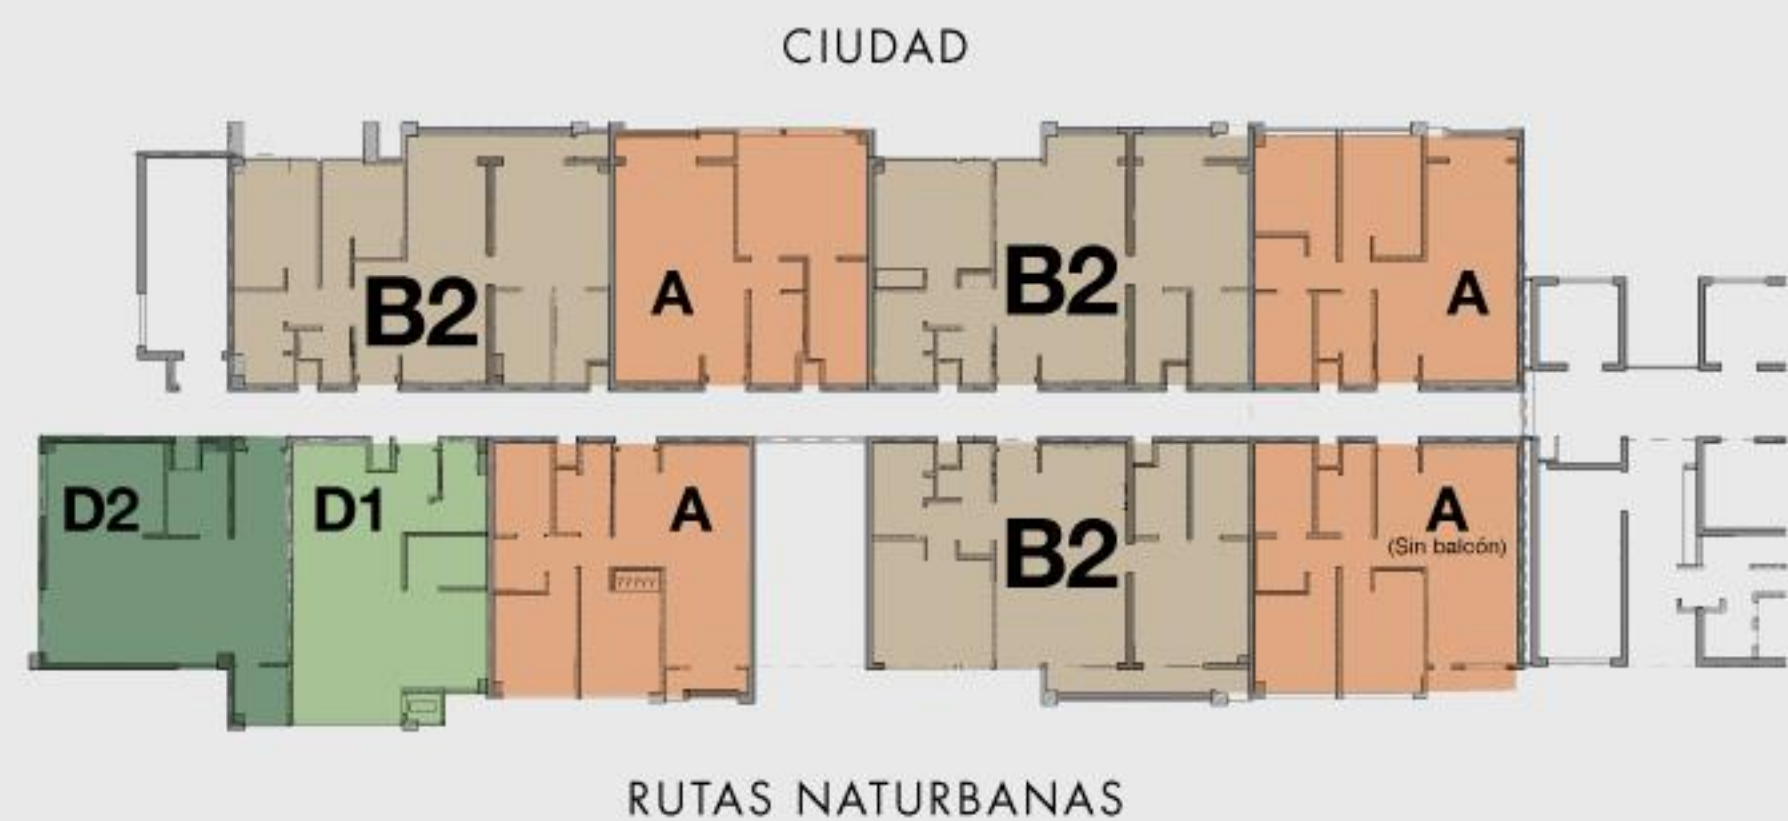 CIUDAD
B2
A
B2
A
D2
D1
A
B2
A
(Sin balcón)
RUTAS NATURBANAS